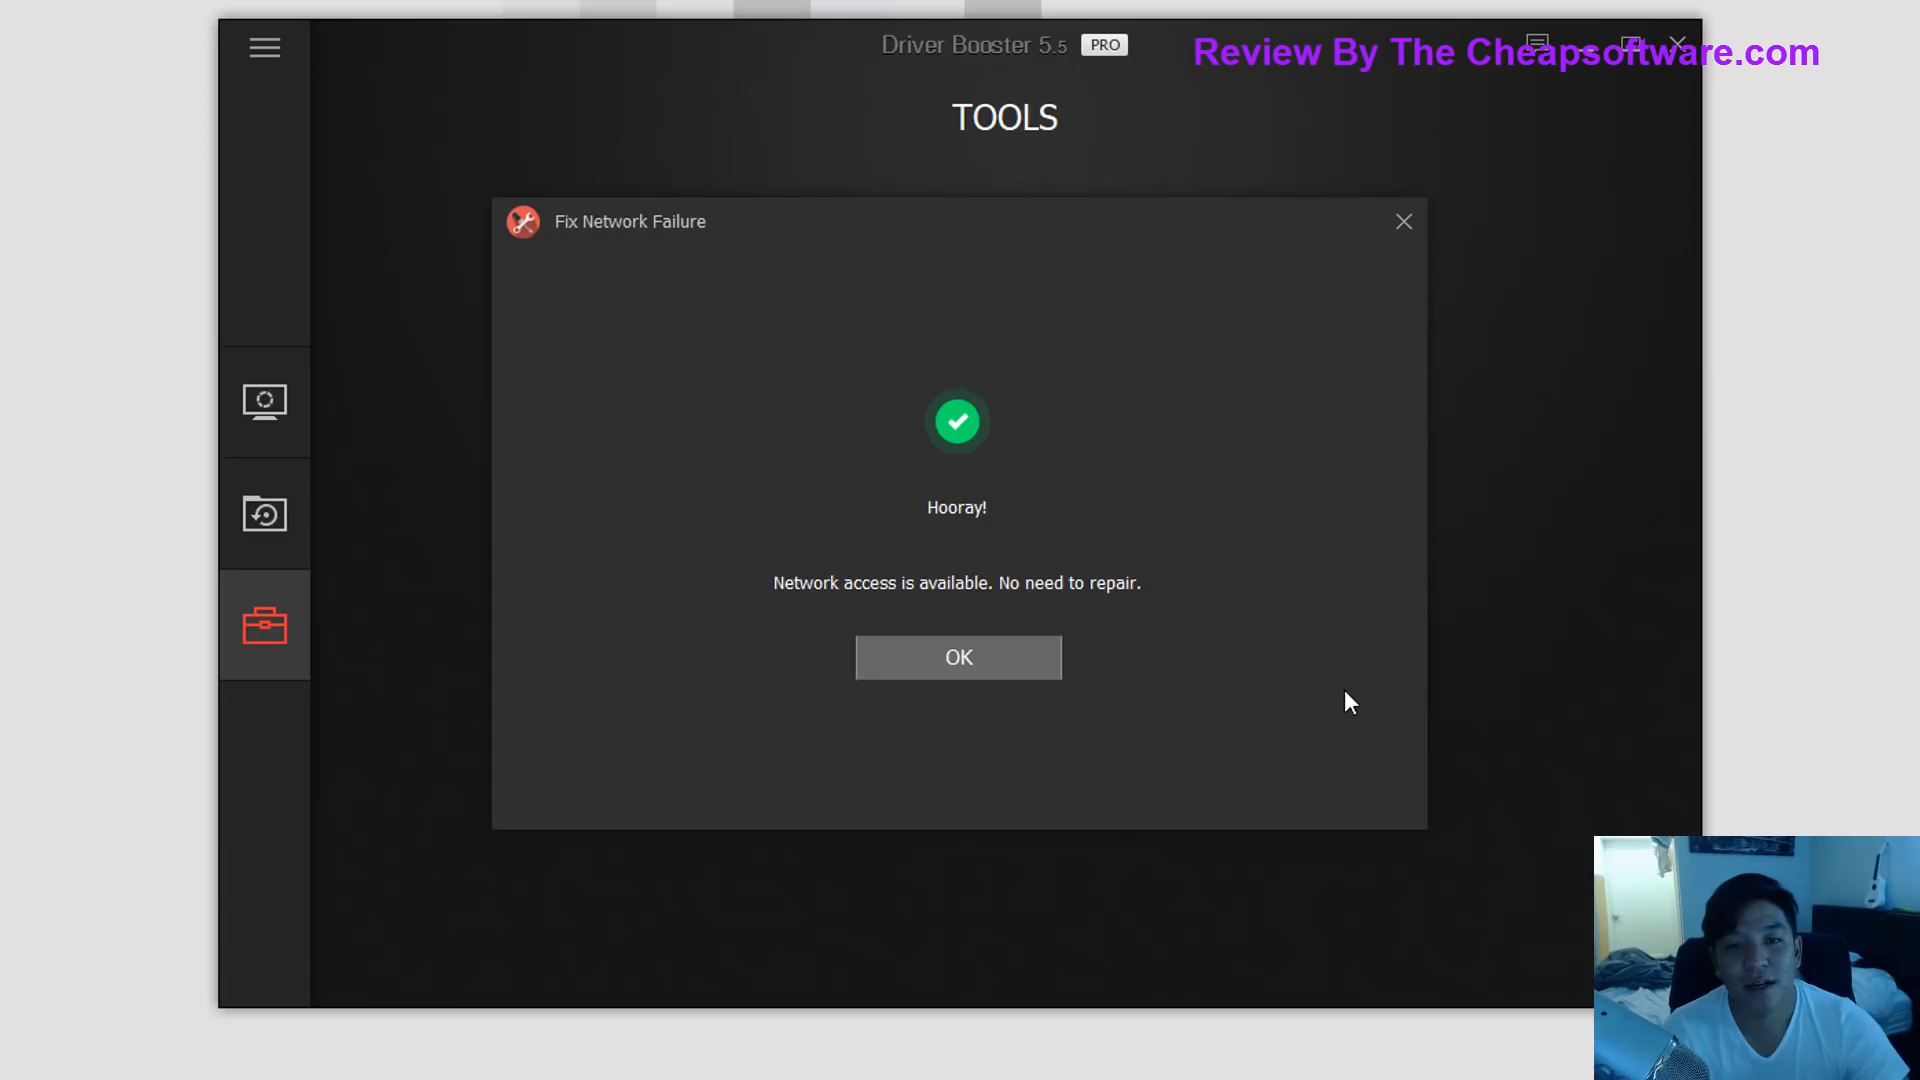 Driver Booster 5.5 PRO
Review By The Cheapsoftware.com
TOOLS
Fix Network Failure
Hooray!
Network access is available. No need to repair.
OK